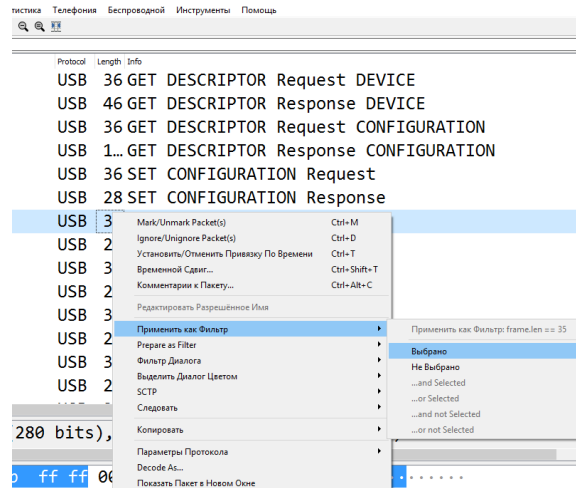 тистика Телефония Беспроводной Инструменты Помощь
Protocol Length Info
USB 36 GET DESCRIPTOR Request DEVICE
USB 46 GET DESCRIPTOR Response DEVICE
USB 36 GET DESCRIPTOR Request CONFIGURATION
USB 1… GET DESCRIPTOR Response CONFIGURATION
USB 36 SET CONFIGURATION Request
USB 28 SET CONFIGURATION Response
USB 3
USB 2
USB 3
USB 2
USB 3
USB 2
USB 3
USB 2
Mark/Unmark Packet(s) Ctrl+M
Ignore/Unignore Packet(s) Ctrl+D
Установить/Отменить Привязку По Времени Ctrl+T
Временной Сдвиг... Ctrl+Shift+T
Комментарии к Пакету... Ctrl+Alt+C
Редактировать Разрешённое Имя
Применить как Фильтр
Prepare as Filter
Фильтр Диалога
Выделить Диалог Цветом
SCTP
Следовать
Копировать
Параметры Протокола
Decode As...
Показать Пакет в Новом Окне
Применить как Фильтр: frame.len == 35
Выбрано
Не Выбрано
...and Selected
...or Selected
...and not Selected
...or not Selected
(280 bits),
ff ff 00